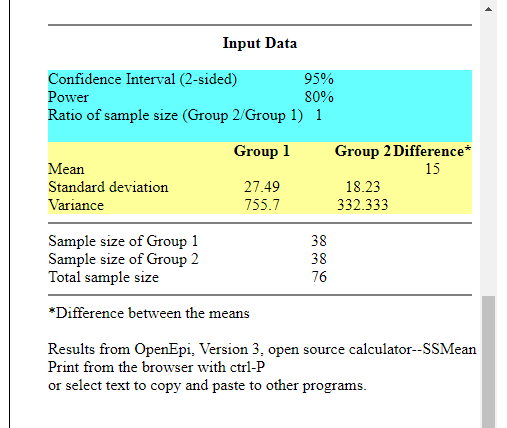 Input Data
Confidence Interval (2-sided) 95%
Power 80%
Ratio of sample size (Group 2/Group 1) 1
Group 1 Group 2 Difference*
Mean 15
Standard deviation 27.49 18.23
Variance 755.7 332.333
Sample size of Group 1 38
Sample size of Group 2 38
Total sample size 76
*Difference between the means
Results from OpenEpi, Version 3, open source calculator--SSMean
Print from the browser with ctrl-P
or select text to copy and paste to other programs.